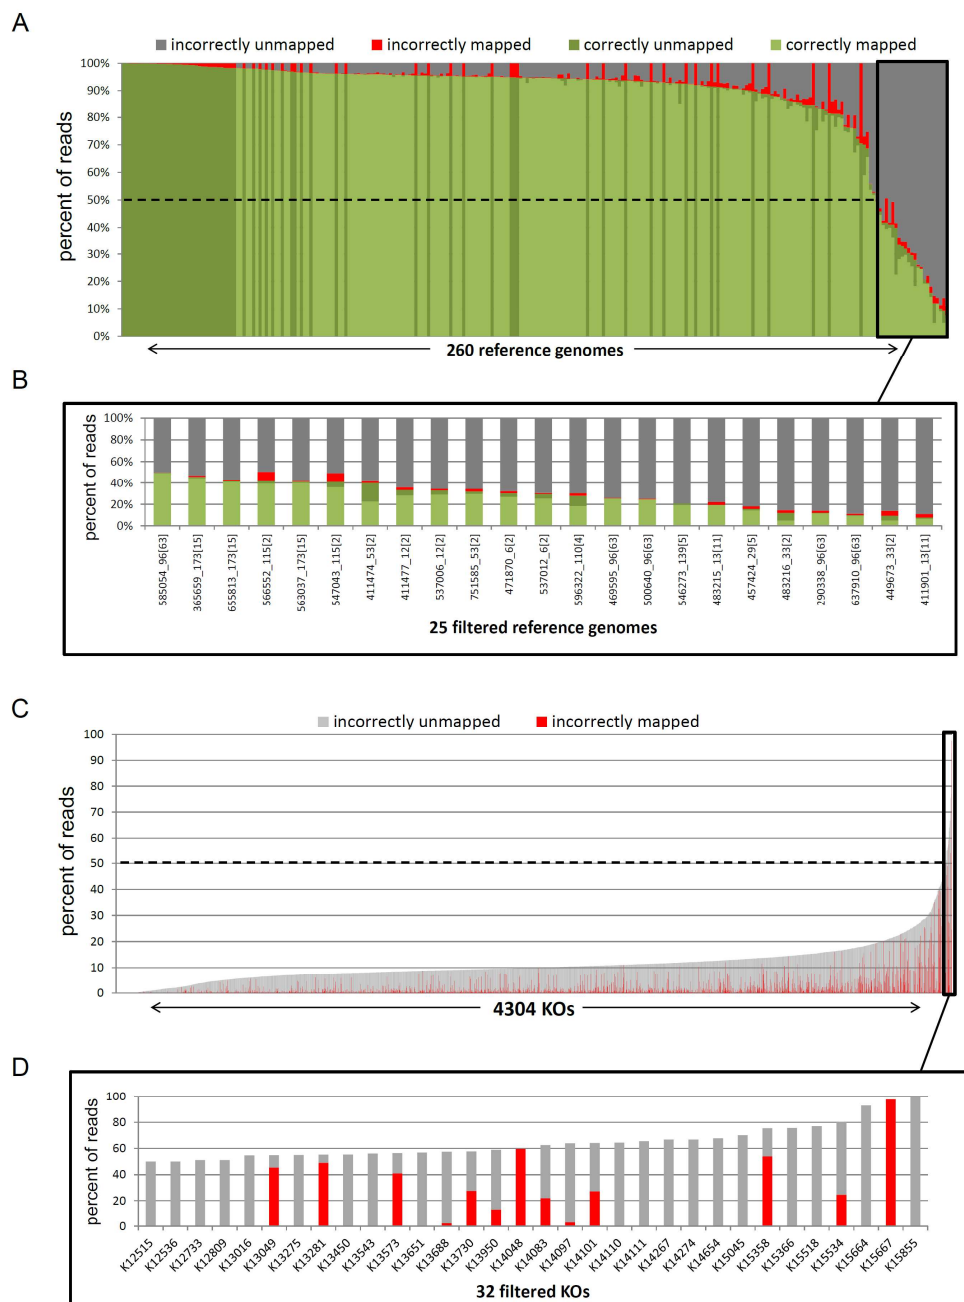 A
incorrectly unmapped incorrectly mapped correctly unmapped correctly mapped
percent of reads
100%
90%
80%
70%
60%
50%
40%
30%
20%
10%
0%
260 reference genomes
B
percent of reads
100%
80%
60%
40%
20%
0%
585054_96[63]
365659_173[15]
655813_173[15]
566552_115[2]
563037_173[15]
547043_115[2]
411474_53[2]
411477_12[2]
537006_12[2]
751585_53[2]
471870_6[2]
537012_6[2]
596322_110[4]
469595_96[63]
500640_96[63]
546273_139[5]
483215_13[11]
457424_29[5]
483216_33[2]
290338_96[63]
637910_96[63]
449673_33[2]
411901_13[11]
25 filtered reference genomes
C
incorrectly unmapped incorrectly mapped
percent of reads
100
90
80
70
60
50
40
30
20
10
0
4304 KOs
D
percent of reads
100
80
60
40
20
0
K12515
K12536
K12733
K12809
K13016
K13049
K13275
K13281
K13450
K13543
K13573
K13651
K13688
K13730
K13950
K14048
K14083
K14097
K14101
K14110
K14111
K14267
K14274
K14654
K15045
K15358
K15366
K15518
K15534
K15664
K15667
K15855
32 filtered KOs